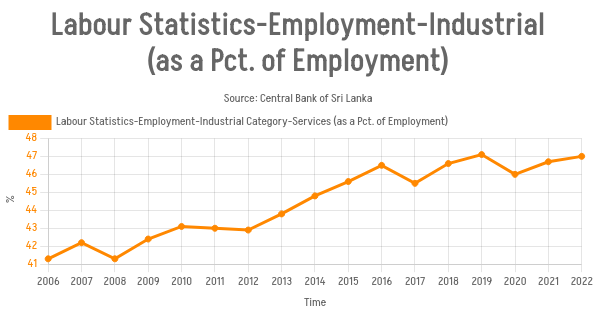 Labour Statistics-Employment-Industrial
(as a Pct. of Employment)
Source: Central Bank of Sri Lanka
Labour Statistics-Employment-Industrial Category-Services (as a Pct. of Employment)
48
47
46
45
44
43
42
41
%
2006 2007 2008 2009 2010 2011 2012 2013 2014 2015 2016 2017 2018 2019 2020 2021 2022
Time